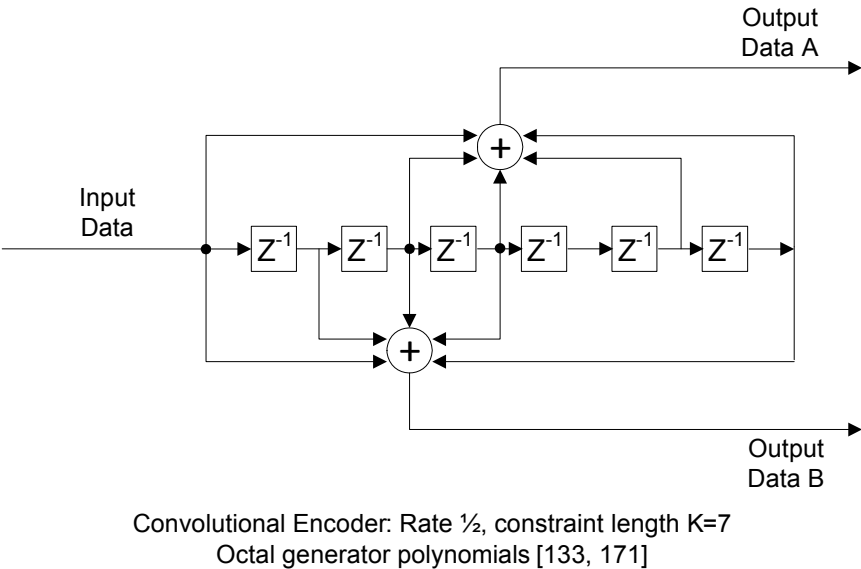 Output
Data A
+
Input
Data
Z⁻¹ Z⁻¹ Z⁻¹ Z⁻¹ Z⁻¹ Z⁻¹
+
Output
Data B
Convolutional Encoder: Rate ½, constraint length K=7
Octal generator polynomials [133, 171]